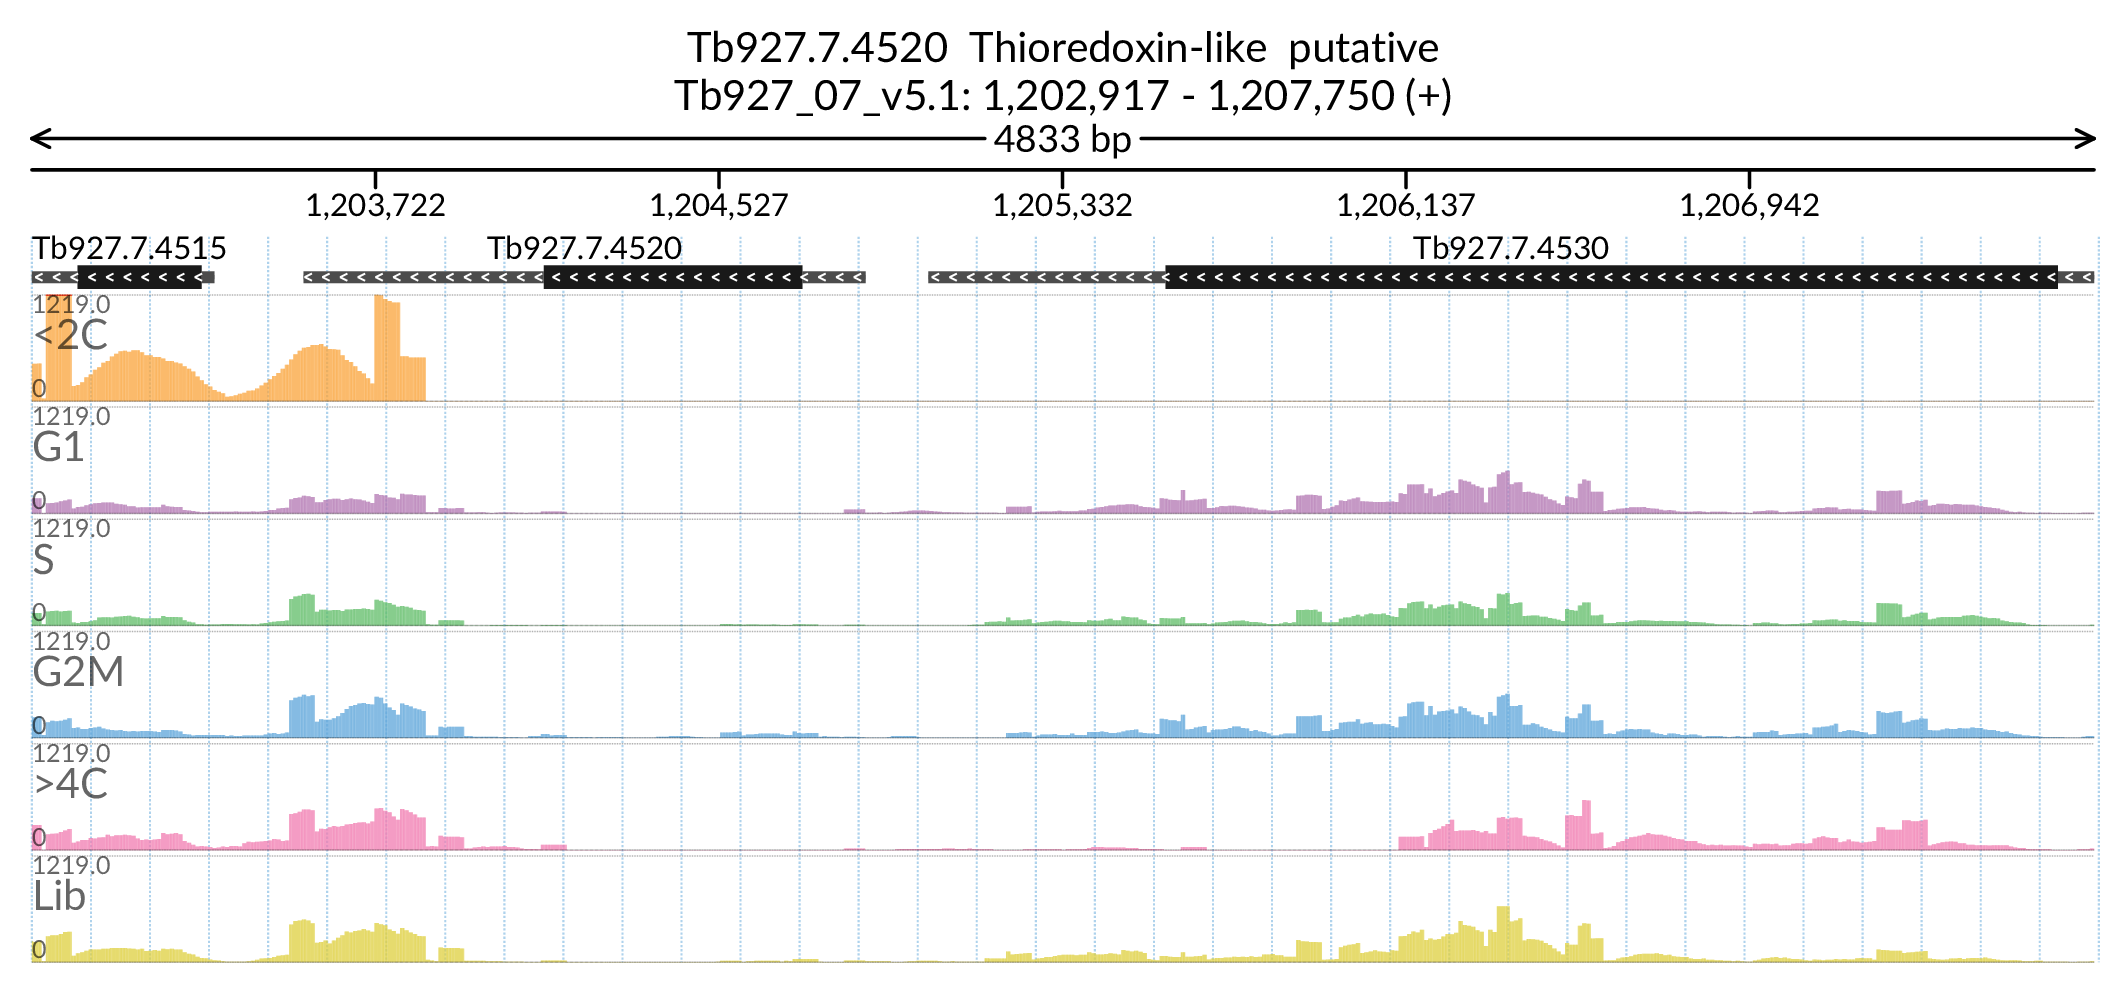 Tb927.7.4520 Thioredoxin-like putative
Tb927_07_v5.1: 1,202,917 - 1,207,750 (+)
4833 bp
1,203,722 1,204,527 1,205,332 1,206,137 1,206,942
Tb927.7.4515 Tb927.7.4520 Tb927.7.4530
1219.0
<2C
0
1219.0
G1
0
1219.0
S
0
1219.0
G2M
0
1219.0
>4C
0
1219.0
Lib
0